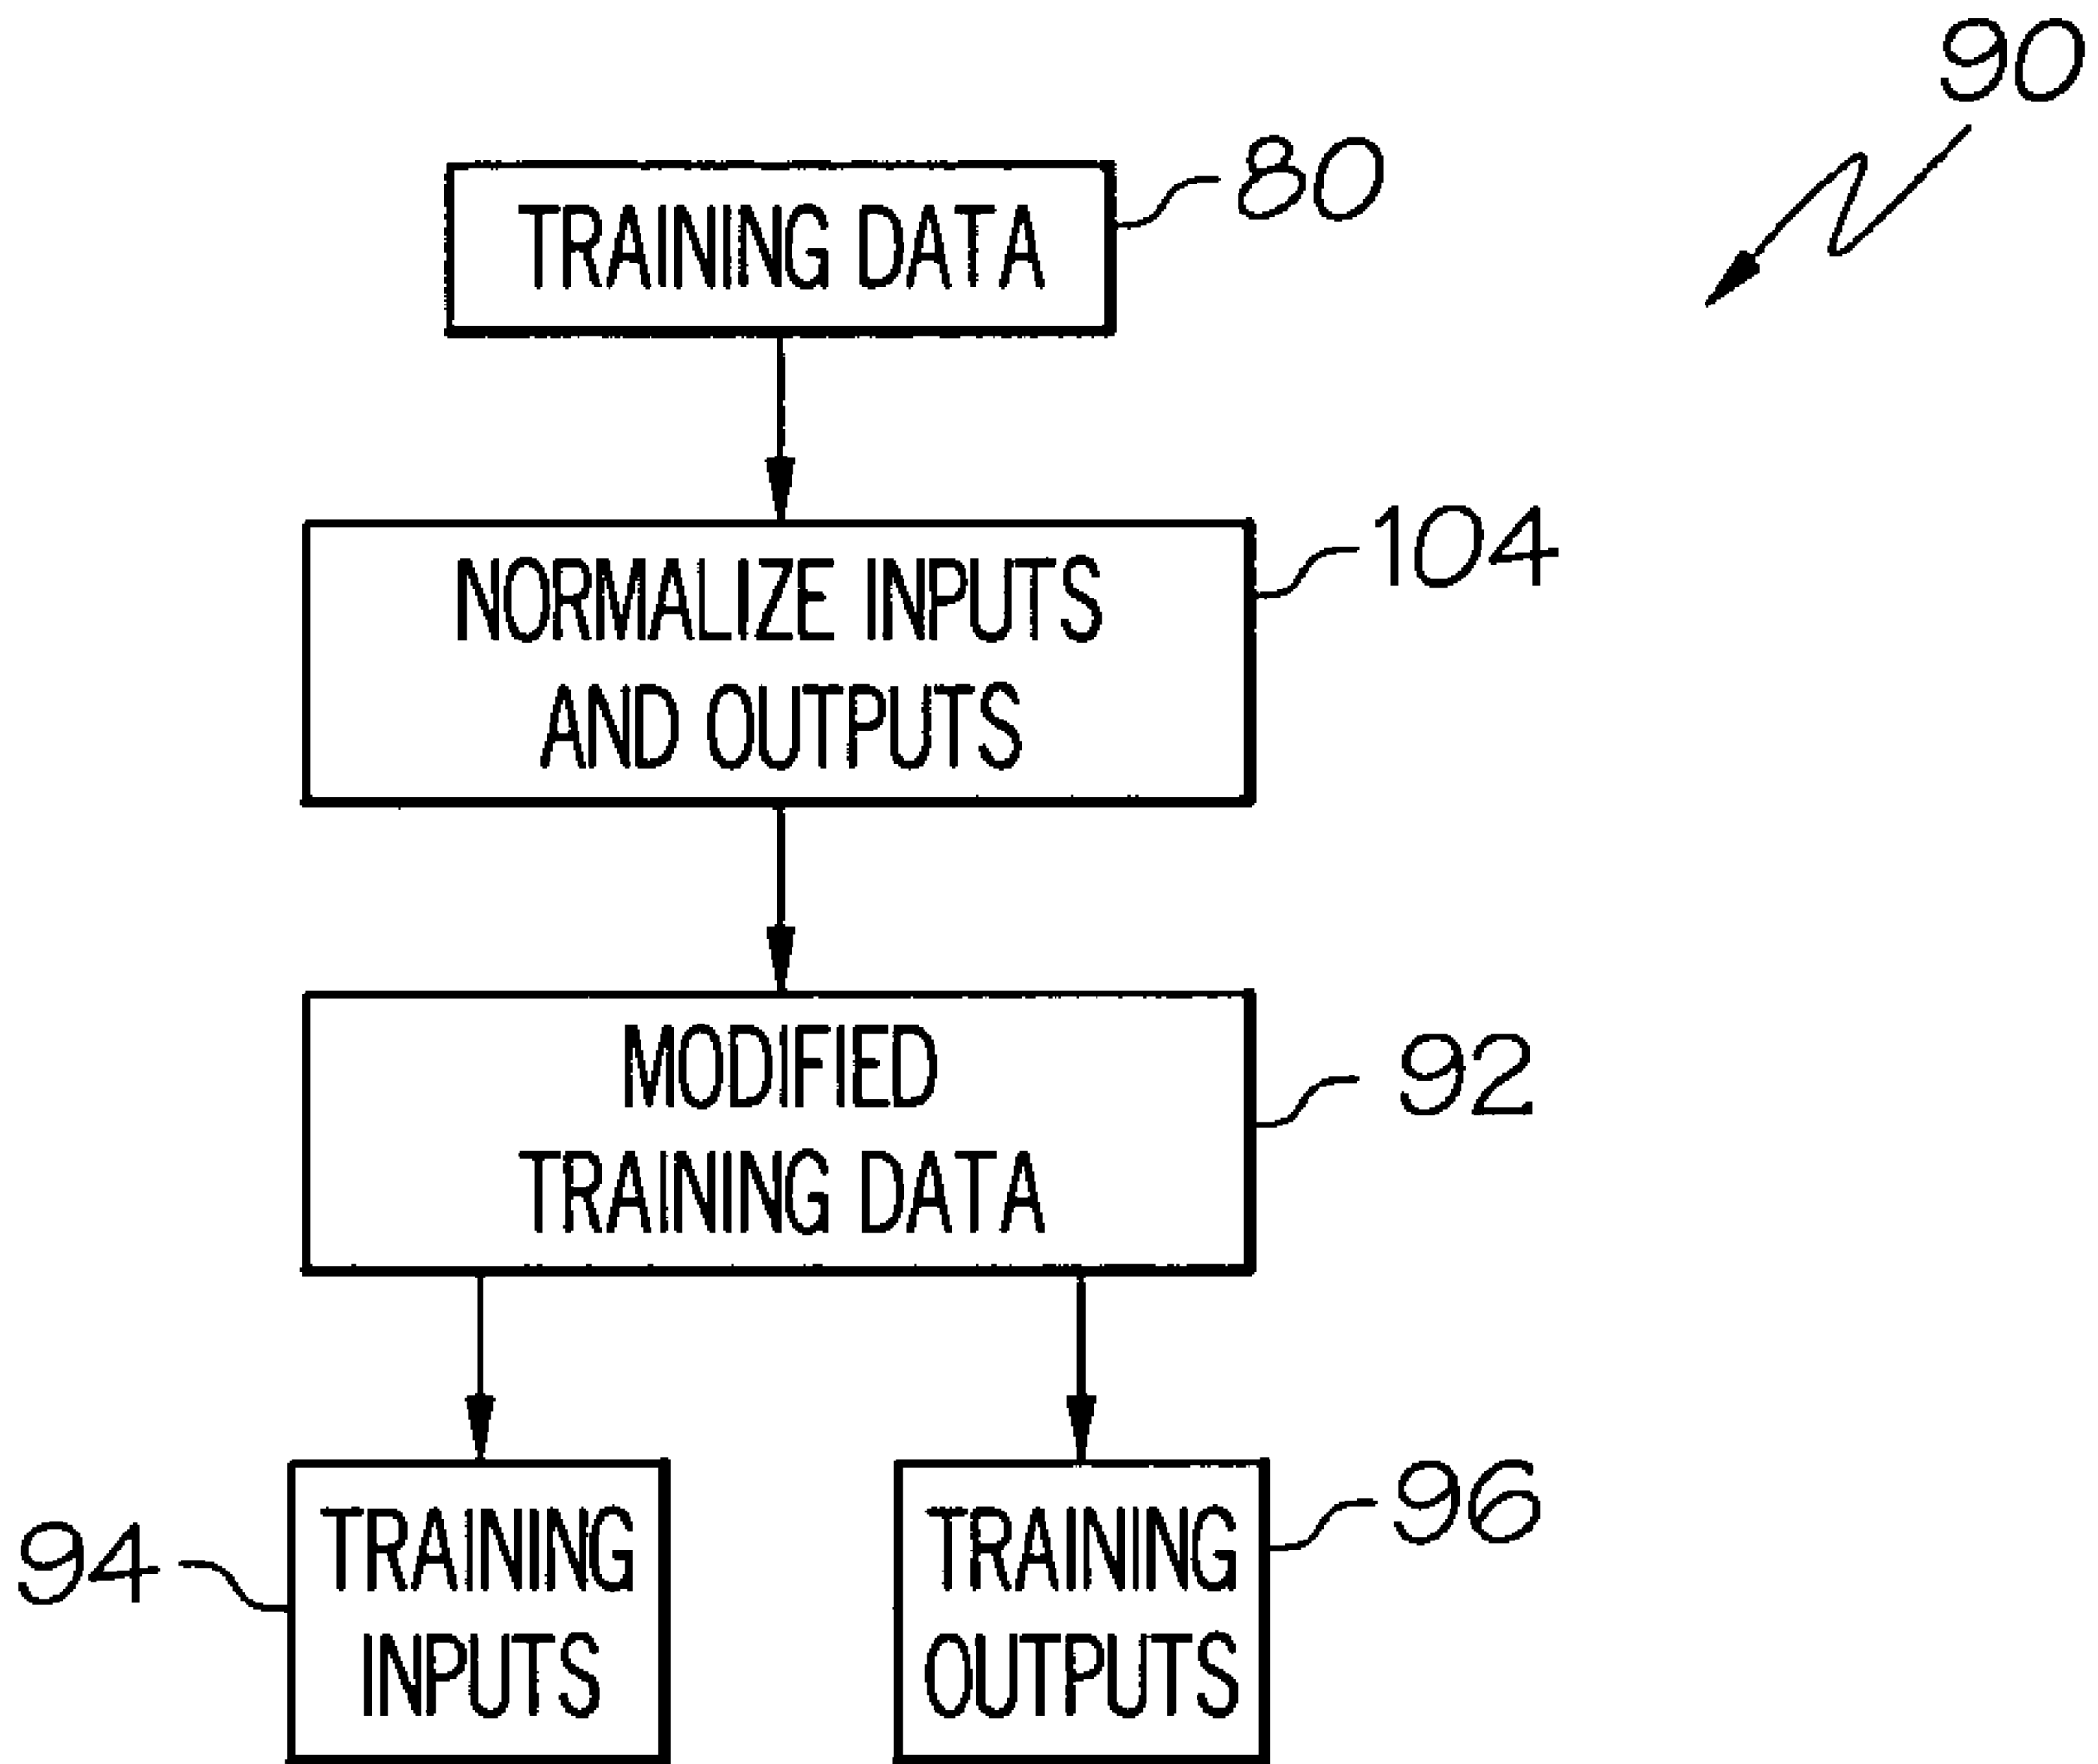 90
TRAINING DATA
80
NORMALIZE INPUTS
AND OUTPUTS
104
MODIFIED
TRAINING DATA
92
94
TRAINING
INPUTS
TRAINING
OUTPUTS
96